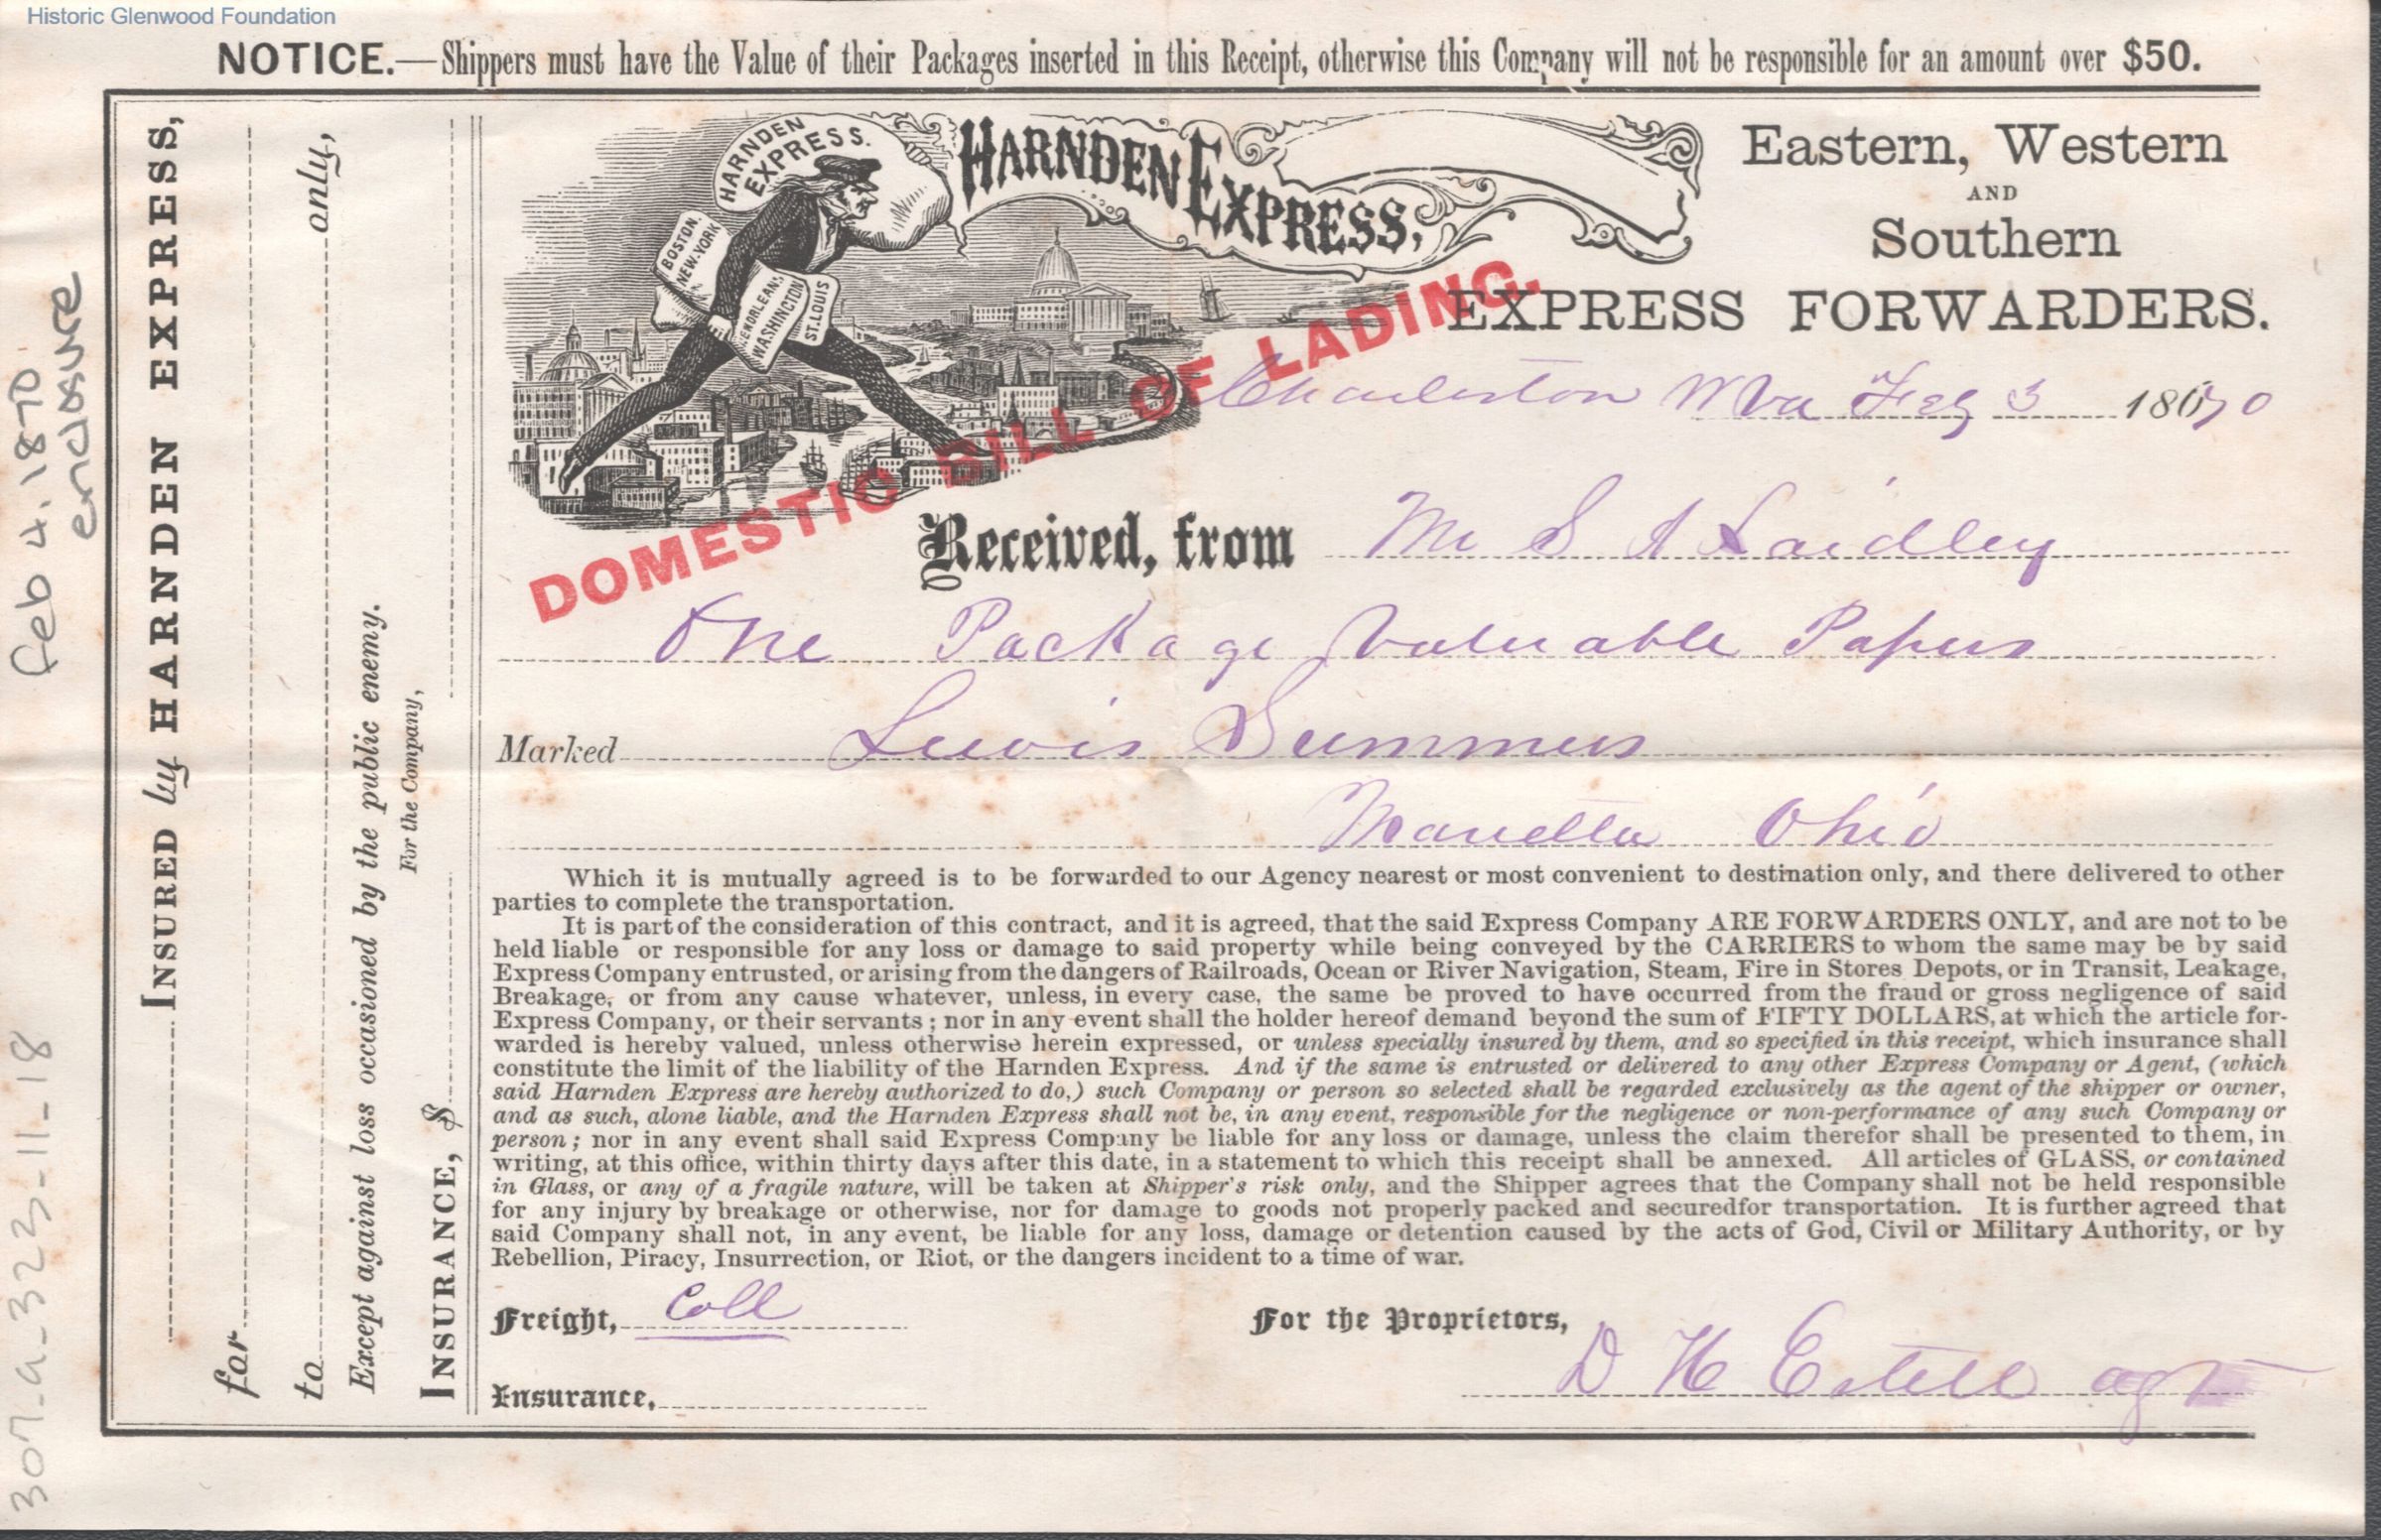 Historic Glenwood Foundation
NOTICE.—Shippers must have the Value of their Packages inserted in this Receipt, otherwise this Company will not be responsible for an amount over $50.
Feb 4. 1870
enclosure
307-a-323-11-18
INSURED by HARNDEN EXPRESS,
for
to only,
Except against loss occasioned by the public enemy.
For the Company,
INSURANCE, $
HARNDEN
EXPRESS.
BOSTON.
NEW-YORK
N.ORLEANS,
WASHINGTON
ST.LOUIS
HARNDEN EXPRESS,
Eastern, Western
AND
Southern
EXPRESS FORWARDERS.
DOMESTIC BILL OF LADING.
Charleston W Va Feb 3 1870
Received, from Mr S A Laidley
One Package Valuable Papers
Marked Lewis Summers
Marietta Ohio
Which it is mutually agreed is to be forwarded to our Agency nearest or most convenient to destination only, and there delivered to other
parties to complete the transportation.
It is part of the consideration of this contract, and it is agreed, that the said Express Company ARE FORWARDERS ONLY, and are not to be
held liable or responsible for any loss or damage to said property while being conveyed by the CARRIERS to whom the same may be by said
Express Company entrusted, or arising from the dangers of Railroads, Ocean or River Navigation, Steam, Fire in Stores Depots, or in Transit, Leakage,
Breakage, or from any cause whatever, unless, in every case, the same be proved to have occurred from the fraud or gross negligence of said
Express Company, or their servants; nor in any event shall the holder hereof demand beyond the sum of FIFTY DOLLARS, at which the article for-
warded is hereby valued, unless otherwise herein expressed, or unless specially insured by them, and so specified in this receipt, which insurance shall
constitute the limit of the liability of the Harnden Express. And if the same is entrusted or delivered to any other Express Company or Agent, (which
said Harnden Express are hereby authorized to do,) such Company or person so selected shall be regarded exclusively as the agent of the shipper or owner,
and as such, alone liable, and the Harnden Express shall not be, in any event, responsible for the negligence or non-performance of any such Company or
person; nor in any event shall said Express Company be liable for any loss or damage, unless the claim therefor shall be presented to them, in
writing, at this office, within thirty days after this date, in a statement to which this receipt shall be annexed. All articles of GLASS, or contained
in Glass, or any of a fragile nature, will be taken at Shipper's risk only, and the Shipper agrees that the Company shall not be held responsible
for any injury by breakage or otherwise, nor for damage to goods not properly packed and securedfor transportation. It is further agreed that
said Company shall not, in any event, be liable for any loss, damage or detention caused by the acts of God, Civil or Military Authority, or by
Rebellion, Piracy, Insurrection, or Riot, or the dangers incident to a time of war.
Freight, Coll
For the Proprietors,
D H Estill agt
Insurance,